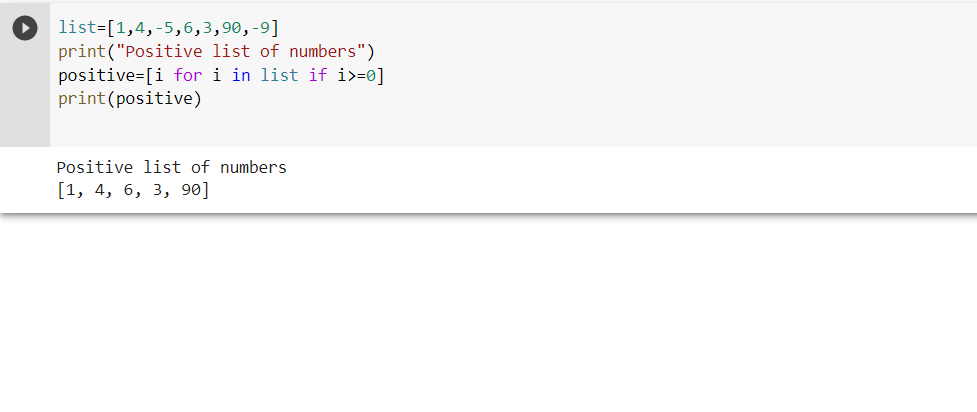 list=[1,4,-5,6,3,90,-9]
print("Positive list of numbers")
positive=[i for i in list if i>=0]
print(positive)
Positive list of numbers
[1, 4, 6, 3, 90]